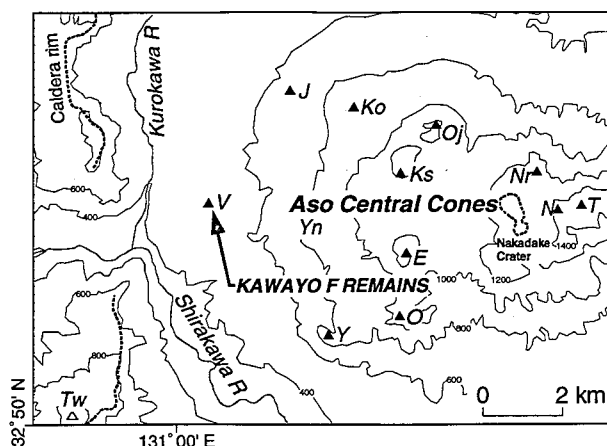 Caldera rim
Kurokawa R
J
Ko
Oj
Ks
Nr
600
400
V
Aso Central Cones
N
T
Yn
Nakadake
Crater
1400
E
1200
KAWAYO F REMAINS
1000
600
Shirakawa R
O
800
Y
800
400
600
0 2 km
Tw
32°50' N
131°00' E